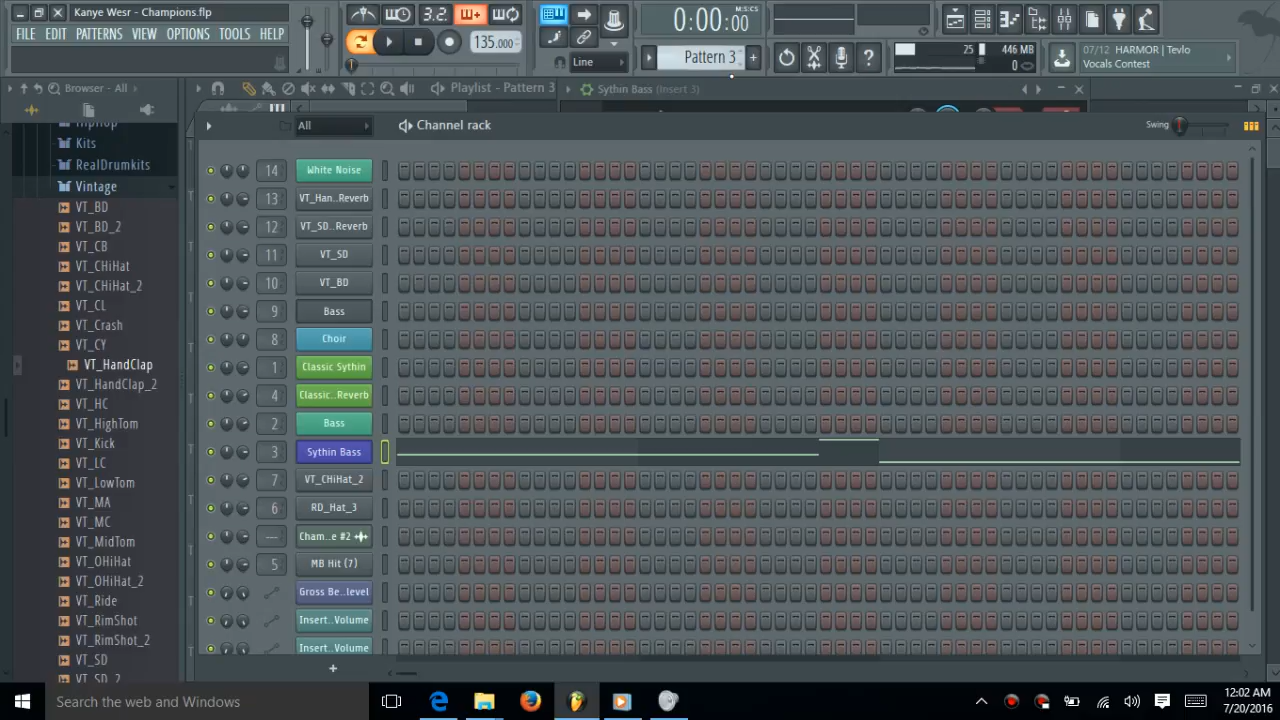 Kanye Wesr - Champions.flp
FILE EDIT PATTERNS VIEW OPTIONS TOOLS HELP
3.2.
135.000
Line
0:00:00
M:S:CS
Pattern 3
25
446 MB
0
07/12 HARMOR | Tevlo
Vocals Contest
Browser - All
Playlist - Pattern 3
Sythin Bass (Insert 3)
All
Channel rack
Swing
HipHop
Kits
RealDrumkits
Vintage
VT_BD
VT_BD_2
VT_CB
VT_CHiHat
VT_CHiHat_2
VT_CL
VT_Crash
VT_CY
VT_HandClap
VT_HandClap_2
VT_HC
VT_HighTom
VT_Kick
VT_LC
VT_LowTom
VT_MA
VT_MC
VT_MidTom
VT_OHiHat
VT_OHiHat_2
VT_Ride
VT_RimShot
VT_RimShot_2
VT_SD
VT_SD_2
14 White Noise
13 VT_Han..Reverb
12 VT_SD..Reverb
11 VT_SD
10 VT_BD
9 Bass
8 Choir
1 Classic Sythin
4 Classic..Reverb
2 Bass
3 Sythin Bass
7 VT_CHiHat_2
6 RD_Hat_3
--- Cham..e #2
5 MB Hit (7)
Gross Be..level
Insert..Volume
Insert..Volume
+
Search the web and Windows
12:02 AM
7/20/2016